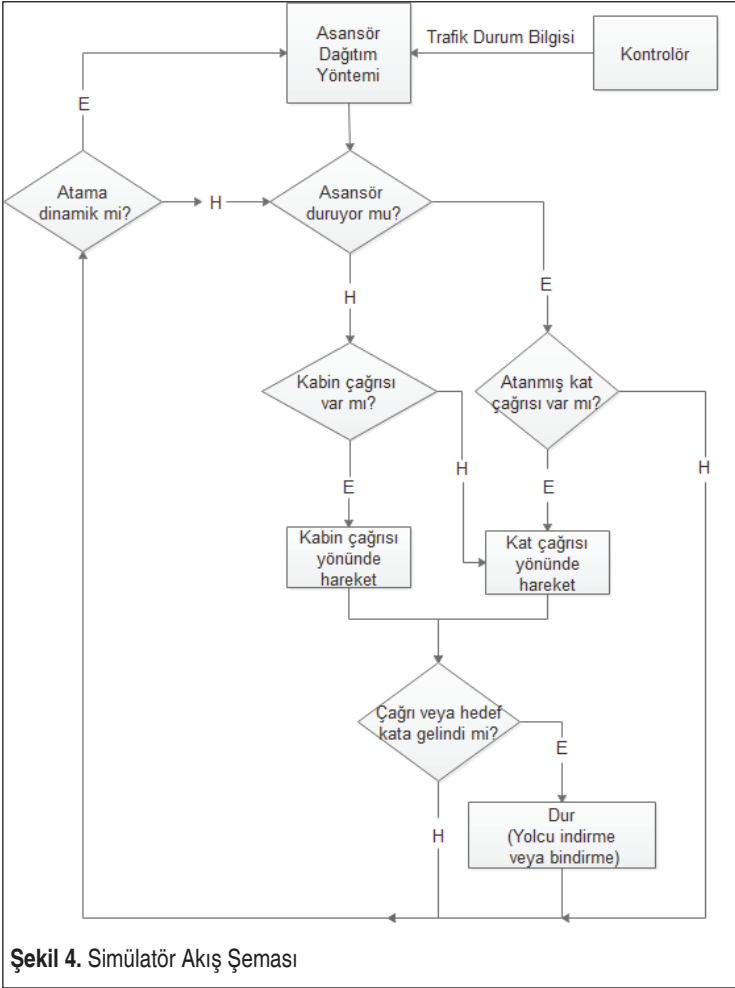 Asansör
Dağıtım
Yöntemi
Trafik Durum Bilgisi
Kontrolör
E
Atama
dinamik mi?
H
Asansör
duruyor mu?
E
H
Kabin çağrısı
var mı?
Atanmış kat
çağrısı var mı?
H
H
E
E
Kabin çağrısı
yönünde
hareket
Kat çağrısı
yönünde
hareket
Çağrı veya hedef
kata gelindi mi?
E
H
Dur
(Yolcu indirme
veya bindirme)
Şekil 4. Simülatör Akış Şeması